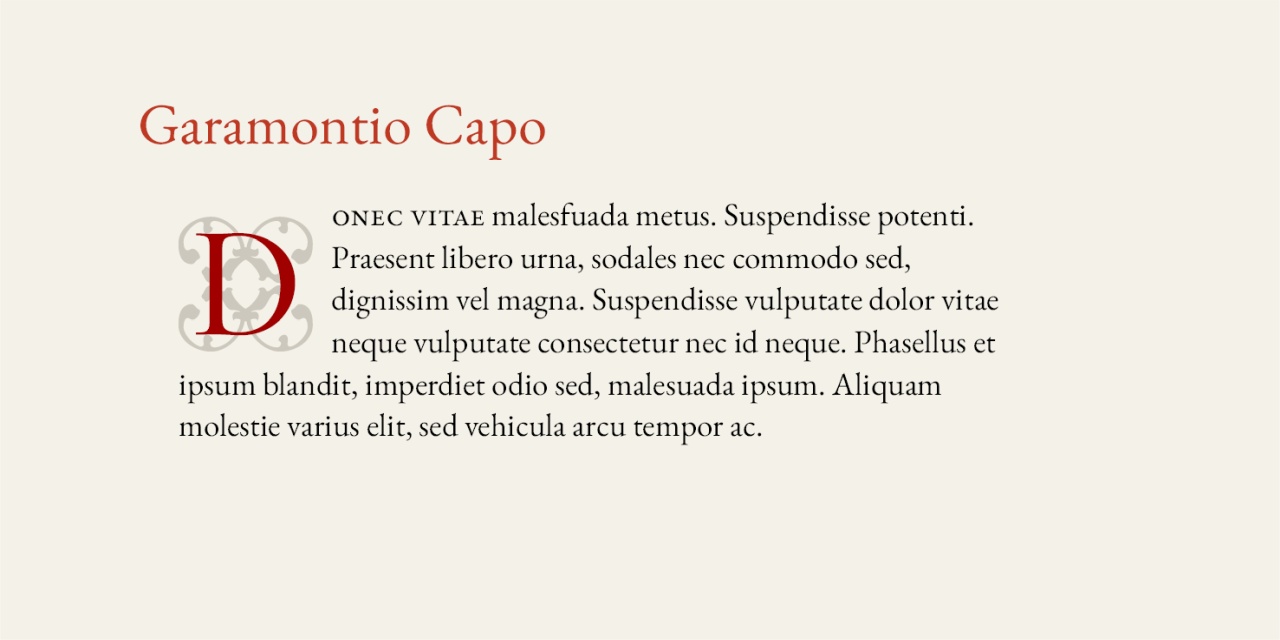 Garamontio Capo
DONEC VITAE malesfuada metus. Suspendisse potenti.
Praesent libero urna, sodales nec commodo sed,
dignissim vel magna. Suspendisse vulputate dolor vitae
neque vulputate consectetur nec id neque. Phasellus et
ipsum blandit, imperdiet odio sed, malesuada ipsum. Aliquam
molestie varius elit, sed vehicula arcu tempor ac.